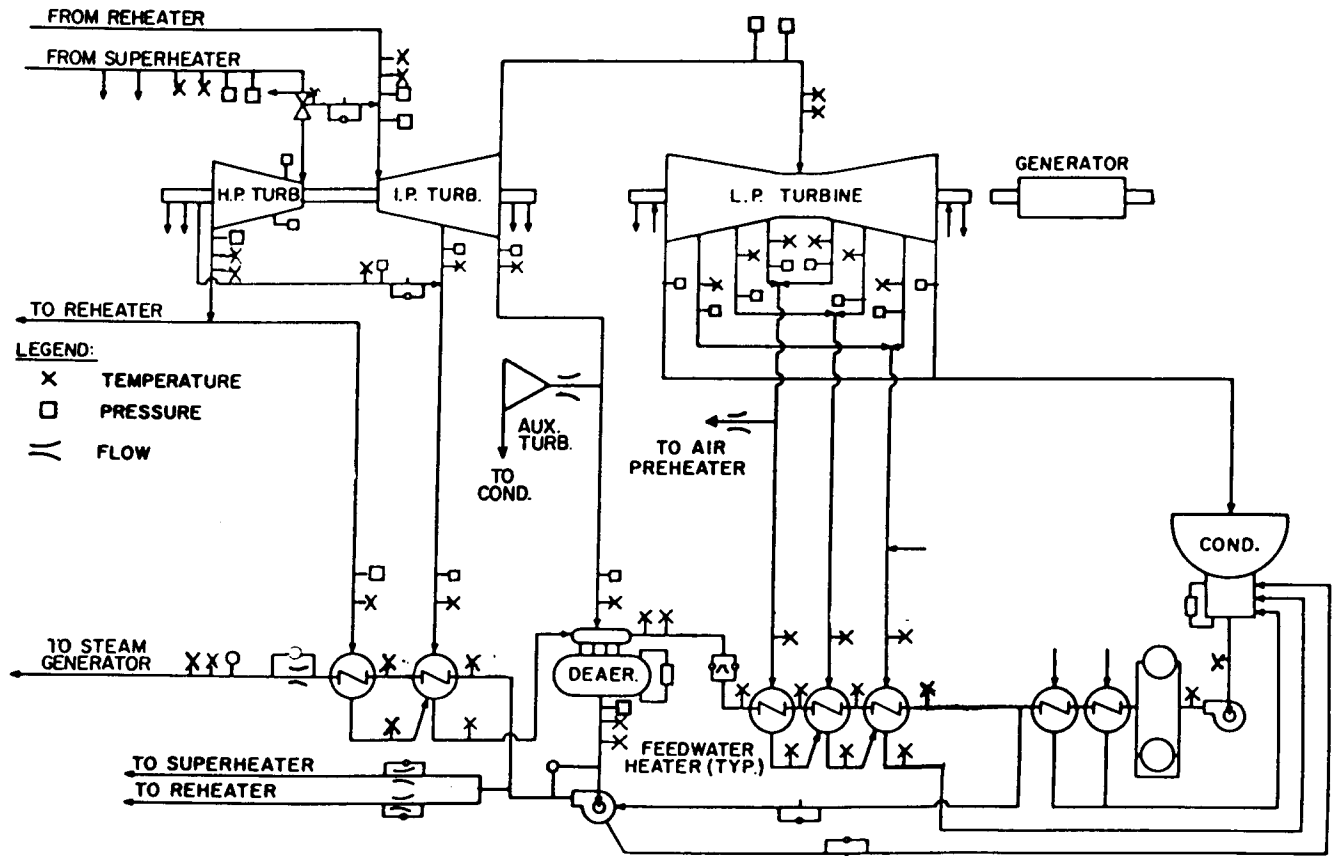 FROM REHEATER
FROM SUPERHEATER
GENERATOR
H.P. TURB.
I.P. TURB.
L.P. TURBINE
TO REHEATER
LEGEND:
TEMPERATURE
PRESSURE
FLOW
AUX.
TURB.
TO
COND.
TO AIR
PREHEATER
COND.
TO STEAM
GENERATOR
DEAER.
FEEDWATER
HEATER (TYP.)
TO SUPERHEATER
TO REHEATER